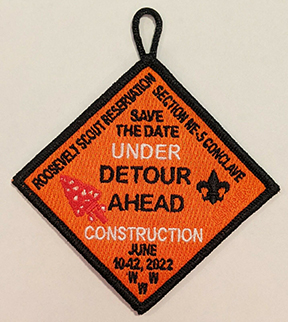 ROOSEVELT SCOUT RESERVATION
SECTION NE-5 CONCLAVE
SAVE
THE DATE
UNDER
DETOUR
AHEAD
CONSTRUCTION
JUNE
10-12, 2022
W W
W